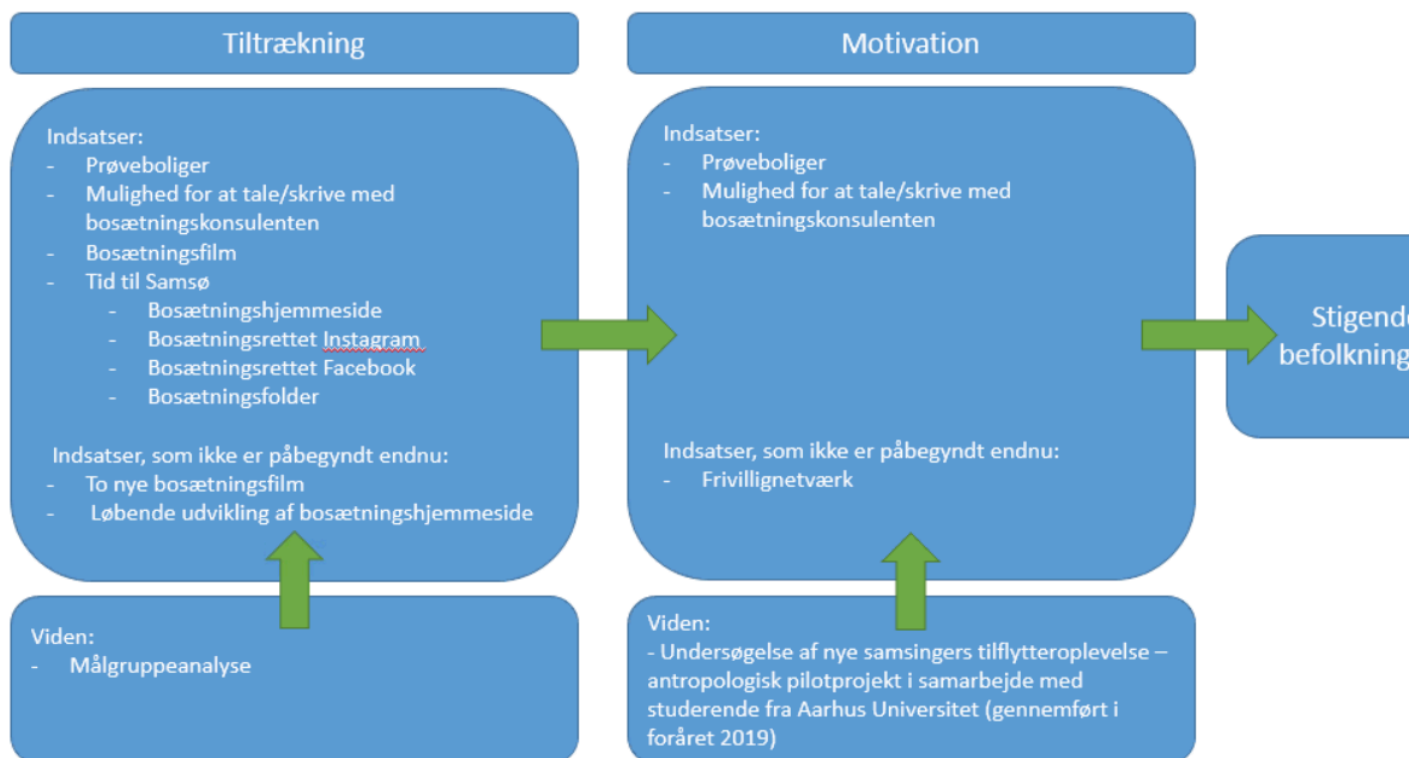 Tiltrækning
Indsatser:
- Prøveboliger
- Mulighed for at tale/skrive med
bosætningskonsulenten
- Bosætningsfilm
- Tid til Samsø
- Bosætningshjemmeside
- Bosætningsrettet Instagram
- Bosætningsrettet Facebook
- Bosætningsfolder
Indsatser, som ikke er påbegyndt endnu:
- To nye bosætningsfilm
- Løbende udvikling af bosætningshjemmeside
Viden:
- Målgruppeanalyse
Motivation
Indsatser:
- Prøveboliger
- Mulighed for at tale/skrive med
bosætningskonsulenten
Indsatser, som ikke er påbegyndt endnu:
- Frivillignetværk
Viden:
- Undersøgelse af nye samsingers tilflytteroplevelse –
antropologisk pilotprojekt i samarbejde med
studerende fra Aarhus Universitet (gennemført i
foråret 2019)
Stigende
befolkning